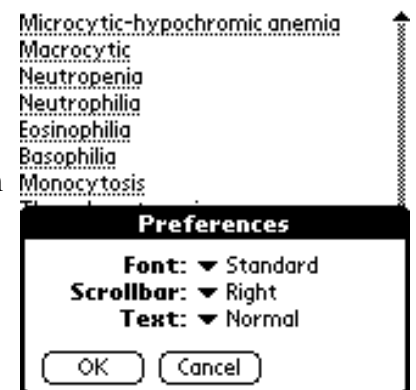 Microcytic-hypochromic anemia
Macrocytic
Neutropenia
Neutrophilia
Eosinophilia
Basophilia
Monocytosis
Preferences
Font: Standard
Scrollbar: Right
Text: Normal
OK Cancel